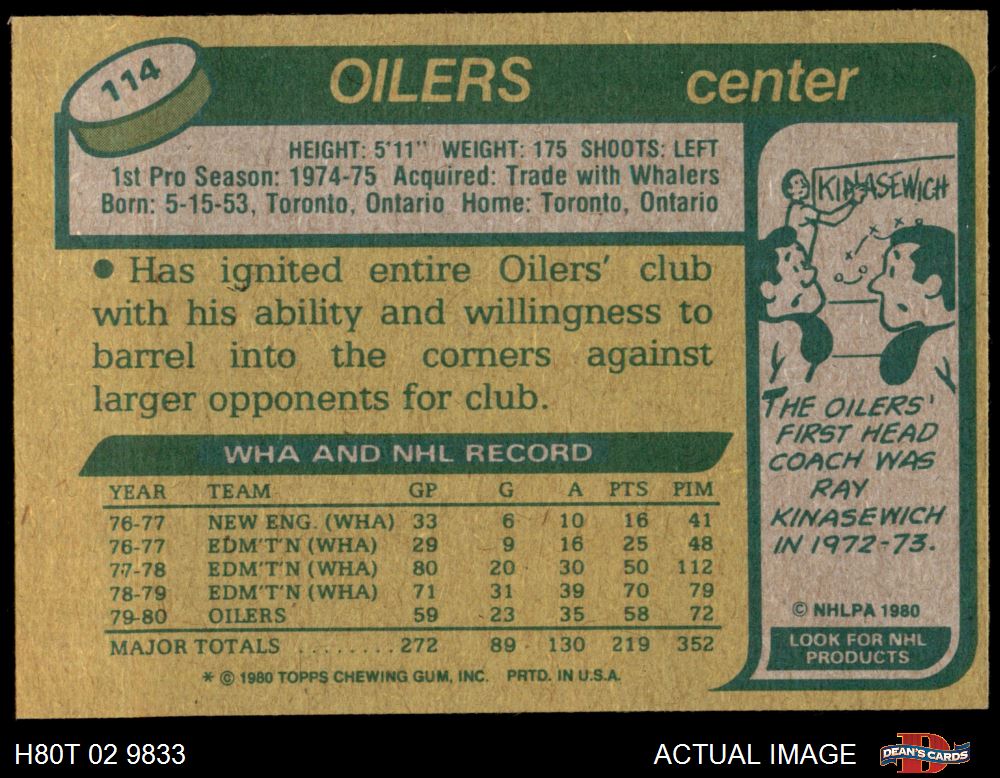 114
OILERS center
HEIGHT: 5'11" WEIGHT: 175 SHOOTS: LEFT
1st Pro Season: 1974-75 Acquired: Trade with Whalers
Born: 5-15-53, Toronto, Ontario Home: Toronto, Ontario
• Has ignited entire Oilers' club
with his ability and willingness to
barrel into the corners against
larger opponents for club.
WHA AND NHL RECORD
YEAR TEAM GP G A PTS PIM
76-77 NEW ENG. (WHA) 33 6 10 16 41
76-77 EDM'T'N (WHA) 29 9 16 25 48
77-78 EDM'T'N (WHA) 80 20 30 50 112
78-79 EDM'T'N (WHA) 71 31 39 70 79
79-80 OILERS 59 23 35 58 72
MAJOR TOTALS ........ 272 89 130 219 352
* © 1980 TOPPS CHEWING GUM, INC. PRTD. IN U.S.A.
KINASEWICH
THE OILERS'
FIRST HEAD
COACH WAS
RAY
KINASEWICH
IN 1972-73.
© NHLPA 1980
LOOK FOR NHL
PRODUCTS
H80T 02 9833
ACTUAL IMAGE
DEAN'S CARDS